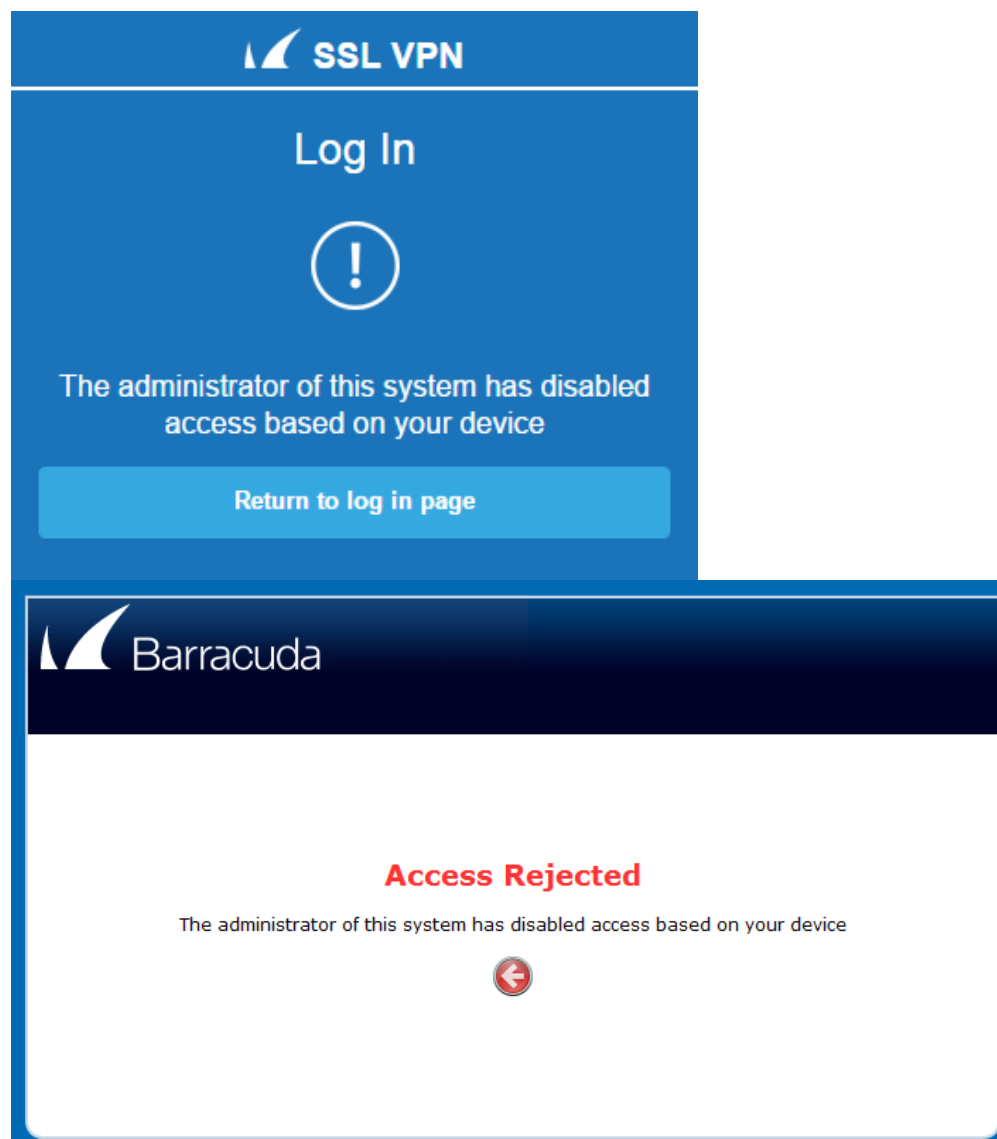 SSL VPN
Log In
!
The administrator of this system has disabled
access based on your device
Return to log in page
Barracuda
Access Rejected
The administrator of this system has disabled access based on your device